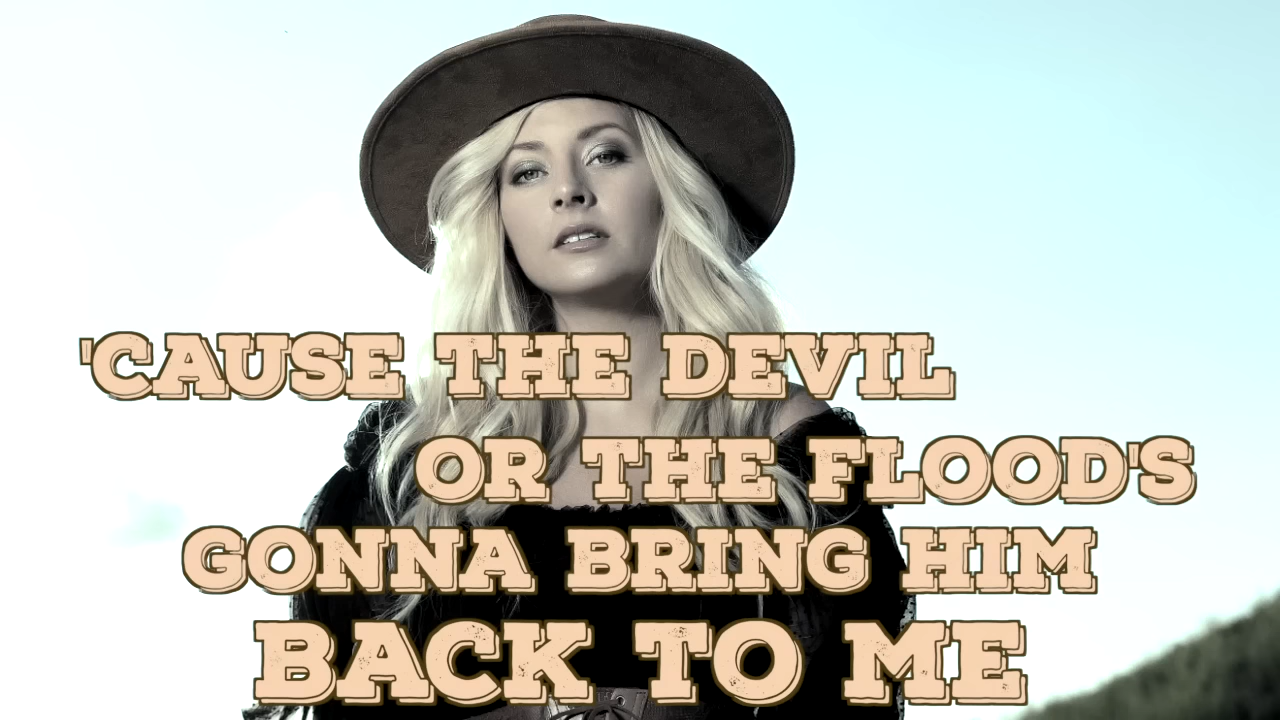 'CAUSE THE DEVIL
OR THE FLOOD'S
GONNA BRING HIM
BACK TO ME